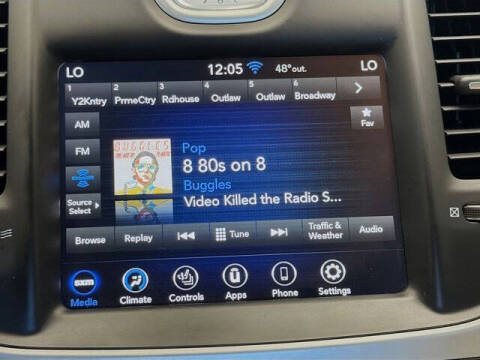 LO 12:05 48°out. LO
1 2 3 4 5 6
Y2Kntry PrmeCtry Rdhouse Outlaw Outlaw Broadway
AM
Fav
FM
BUGGLES
Pop
8 80s on 8
Buggles
Video Killed the Radio S...
Source
Select
Browse Replay Tune Traffic & Weather Audio
sxm
Media Climate Controls Apps Phone Settings